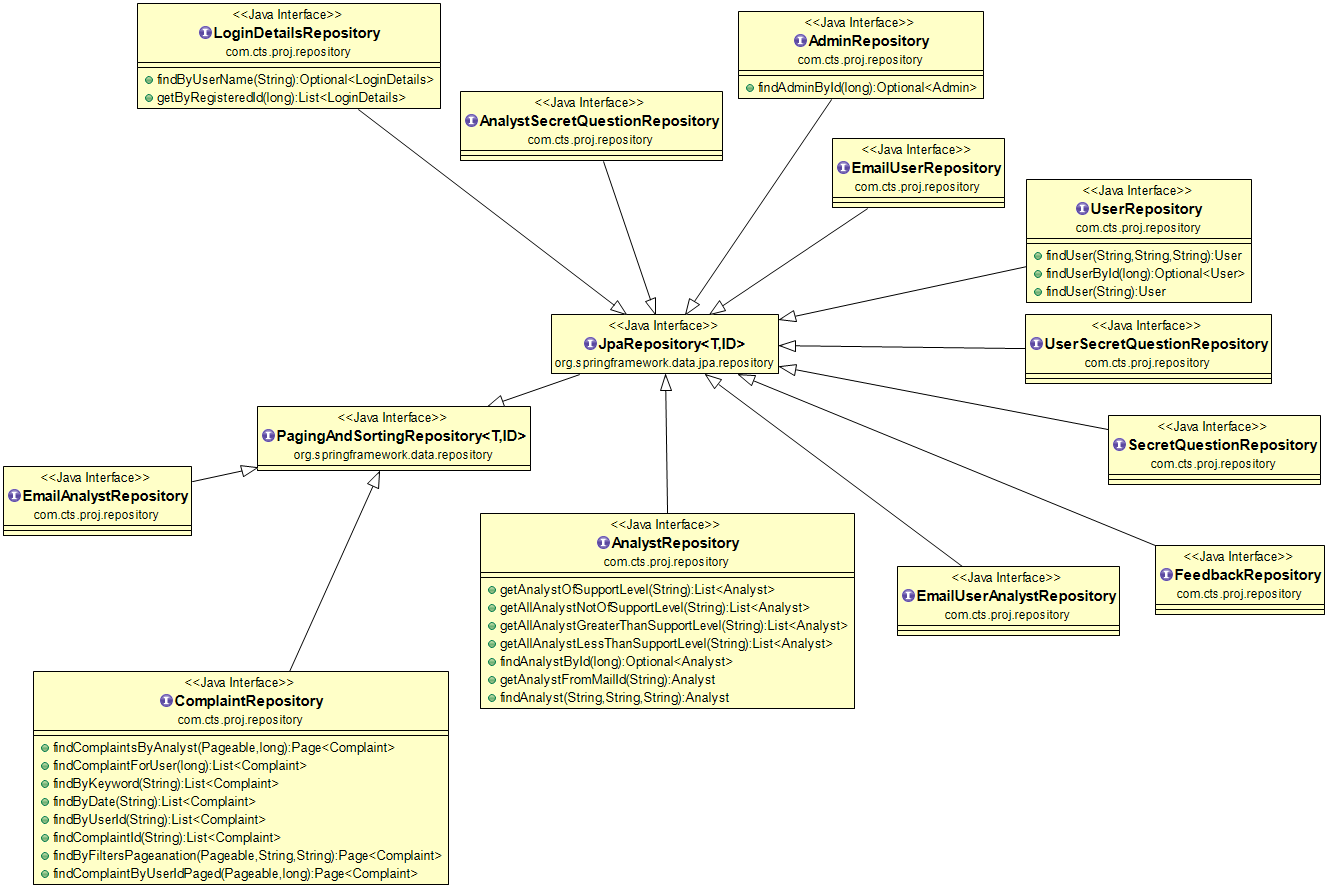 <<Java Interface>>
LoginDetailsRepository
com.cts.proj.repository
findByUserName(String):Optional<LoginDetails>
getByRegisteredId(long):List<LoginDetails>
<<Java Interface>>
AdminRepository
com.cts.proj.repository
findAdminById(long):Optional<Admin>
<<Java Interface>>
AnalystSecretQuestionRepository
com.cts.proj.repository
<<Java Interface>>
EmailUserRepository
com.cts.proj.repository
<<Java Interface>>
UserRepository
com.cts.proj.repository
findUser(String,String,String):User
findUserById(long):Optional<User>
findUser(String):User
<<Java Interface>>
JpaRepository<T,ID>
org.springframework.data.jpa.repository
<<Java Interface>>
UserSecretQuestionRepository
com.cts.proj.repository
<<Java Interface>>
PagingAndSortingRepository<T,ID>
org.springframework.data.repository
<<Java Interface>>
SecretQuestionRepository
com.cts.proj.repository
<<Java Interface>>
EmailAnalystRepository
com.cts.proj.repository
<<Java Interface>>
AnalystRepository
com.cts.proj.repository
getAnalystOfSupportLevel(String):List<Analyst>
getAllAnalystNotOfSupportLevel(String):List<Analyst>
getAllAnalystGreaterThanSupportLevel(String):List<Analyst>
getAllAnalystLessThanSupportLevel(String):List<Analyst>
findAnalystById(long):Optional<Analyst>
getAnalystFromMailId(String):Analyst
findAnalyst(String,String,String):Analyst
<<Java Interface>>
EmailUserAnalystRepository
com.cts.proj.repository
<<Java Interface>>
FeedbackRepository
com.cts.proj.repository
<<Java Interface>>
ComplaintRepository
com.cts.proj.repository
findComplaintsByAnalyst(Pageable,long):Page<Complaint>
findComplaintForUser(long):List<Complaint>
findByKeyword(String):List<Complaint>
findByDate(String):List<Complaint>
findByUserId(String):List<Complaint>
findComplaintId(String):List<Complaint>
findByFiltersPageanation(Pageable,String,String):Page<Complaint>
findComplaintByUserIdPaged(Pageable,long):Page<Complaint>